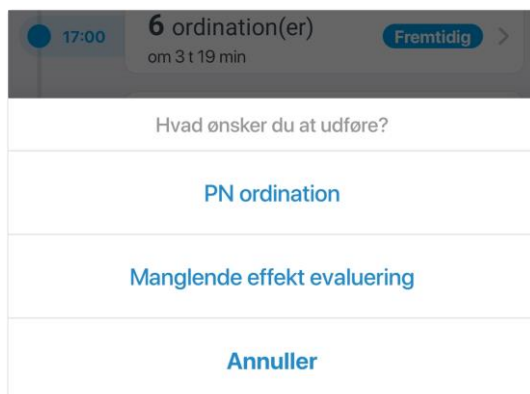 17:00
6 ordination(er)
om 3 t 19 min
Fremtidig
Hvad ønsker du at udføre?
PN ordination
Manglende effekt evaluering
Annuller